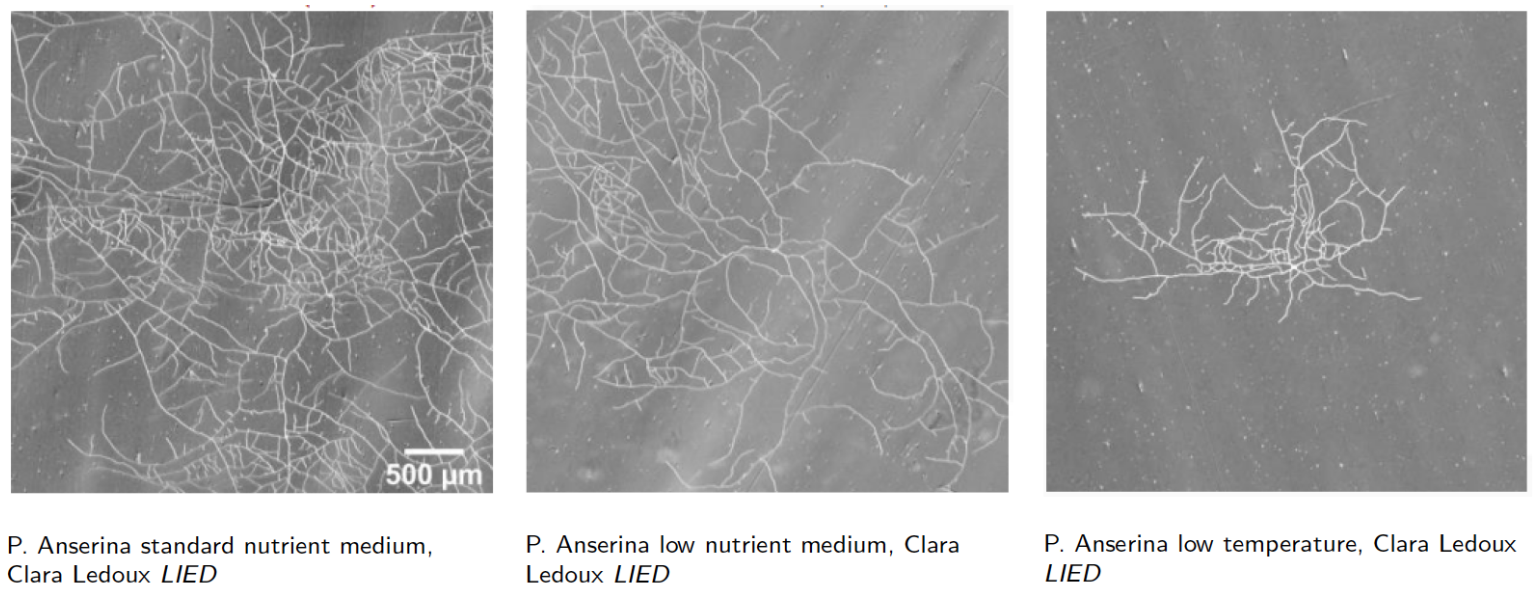 500 µm
P. Anserina standard nutrient medium,
Clara Ledoux LIED
P. Anserina low nutrient medium, Clara
Ledoux LIED
P. Anserina low temperature, Clara Ledoux
LIED